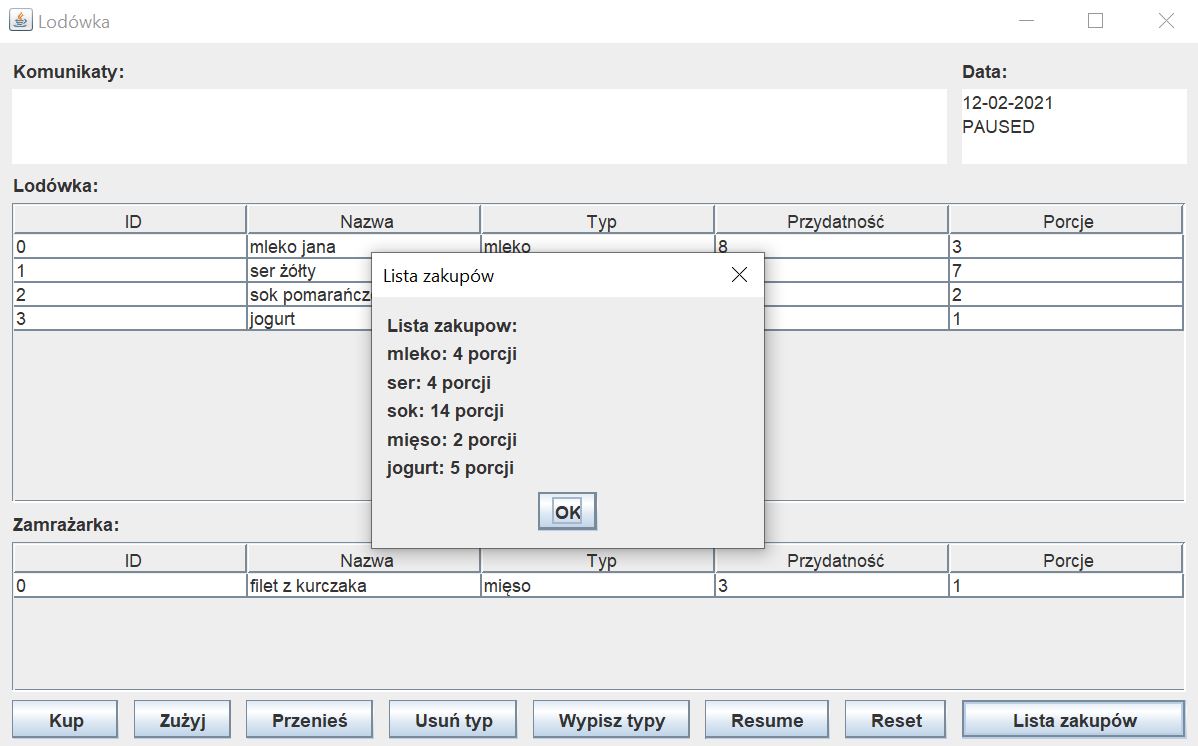 Lodówka
Komunikaty:
Data:
12-02-2021
PAUSED
Lodówka:
ID Nazwa Typ Przydatność Porcje
0 mleko jana mleko 8 3
1 ser żółty 7
2 sok 2
3 jogurt 1
Lista zakupów
Lista zakupow:
mleko: 4 porcji
ser: 4 porcji
sok: 14 porcji
mięso: 2 porcji
jogurt: 5 porcji
OK
Zamrażarka:
ID Nazwa Typ Przydatność Porcje
0 filet z kurczaka mięso 3 1
Kup Zużyj Przenieś Usuń typ Wypisz typy Resume Reset Lista zakupów